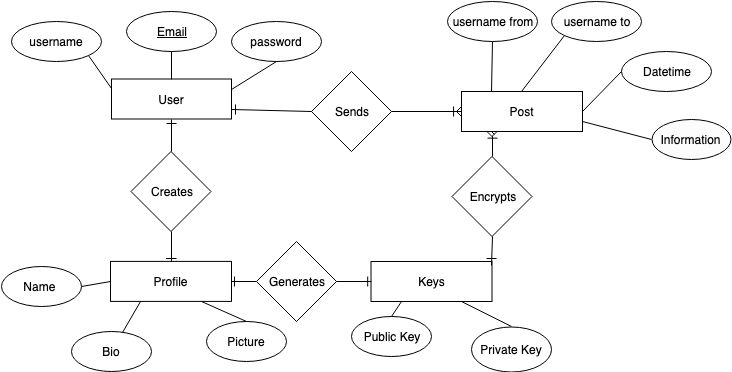 username from
username to
Email
username
password
Datetime
User
Sends
Post
Information
Creates
Encrypts
Name
Profile
Generates
Keys
Bio
Picture
Public Key
Private Key